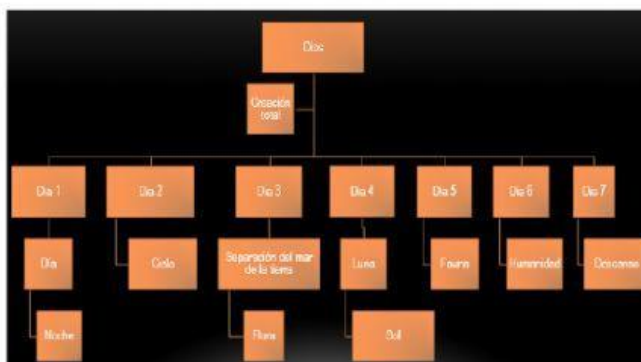 Dios
Creación
total
Día 1
Día 2
Día 3
Día 4
Día 5
Día 6
Día 7
Día
Cielo
Separación del mar
de la tierra
Luna
Fauna
Humanidad
Descanso
Noche
Flora
Sol